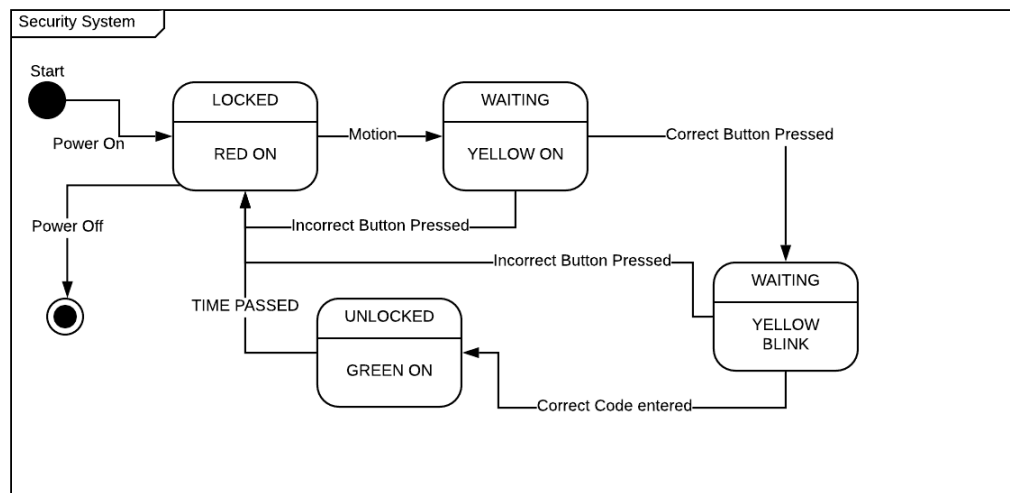 Security System
Start
LOCKED
WAITING
Power On
RED ON
Motion
YELLOW ON
Correct Button Pressed
Power Off
Incorrect Button Pressed
Incorrect Button Pressed
WAITING
TIME PASSED
UNLOCKED
YELLOW
BLINK
GREEN ON
Correct Code entered